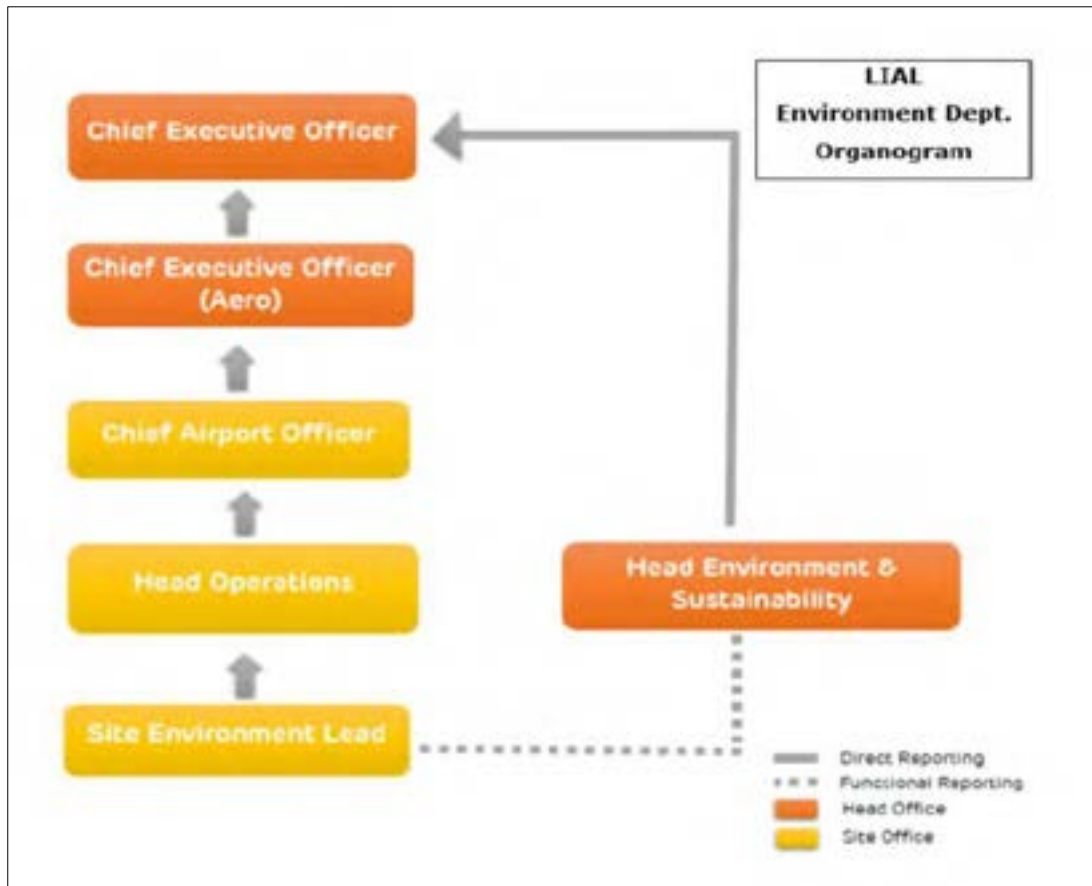 LIAL
Environment Dept.
Organogram
Chief Executive Officer
Chief Executive Officer
(Aero)
Chief Airport Officer
Head Operations
Head Environment &
Sustainability
Site Environment Lead
Direct Reporting
Functional Reporting
Head Office
Site Office